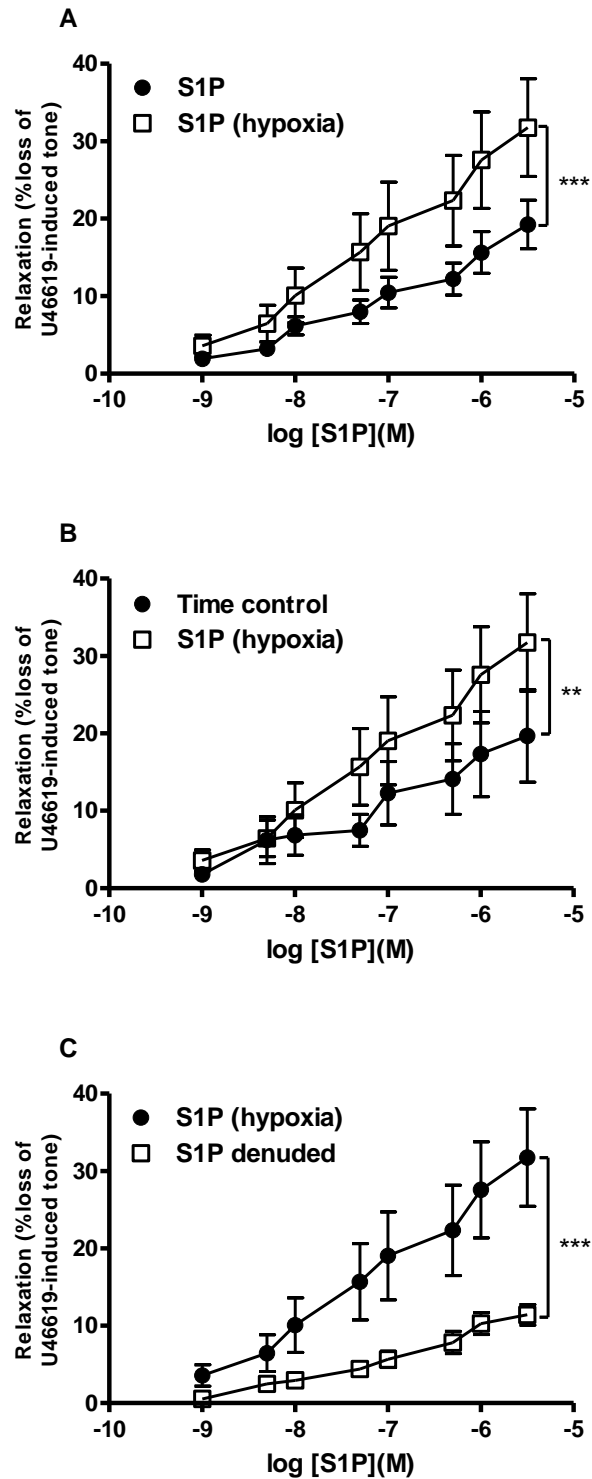 A
Relaxation (%loss of
U46619-induced tone)
40
30
20
10
0
S1P
S1P (hypoxia)
***
-10 -9 -8 -7 -6 -5
log [S1P](M)
B
Relaxation (%loss of
U46619-induced tone)
40
30
20
10
0
Time control
S1P (hypoxia)
**
-10 -9 -8 -7 -6 -5
log [S1P](M)
C
Relaxation (%loss of
U46619-induced tone)
40
30
20
10
0
S1P (hypoxia)
S1P denuded
***
-10 -9 -8 -7 -6 -5
log [S1P](M)